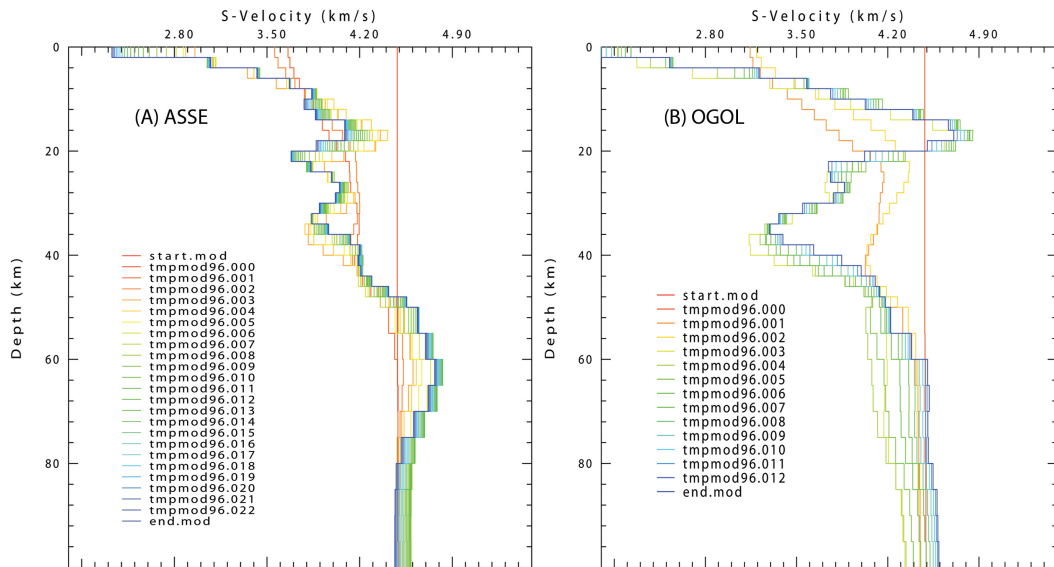 S-Velocity (km/s)
2.80 3.50 4.20 4.90
0
20
40
60
80
Depth (km)
(A) ASSE
start.mod
tmpmod96.000
tmpmod96.001
tmpmod96.002
tmpmod96.003
tmpmod96.004
tmpmod96.005
tmpmod96.006
tmpmod96.007
tmpmod96.008
tmpmod96.009
tmpmod96.010
tmpmod96.011
tmpmod96.012
tmpmod96.013
tmpmod96.014
tmpmod96.015
tmpmod96.016
tmpmod96.017
tmpmod96.018
tmpmod96.019
tmpmod96.020
tmpmod96.021
tmpmod96.022
end.mod
S-Velocity (km/s)
2.80 3.50 4.20 4.90
0
20
40
60
80
Depth (km)
(B) OGOL
start.mod
tmpmod96.000
tmpmod96.001
tmpmod96.002
tmpmod96.003
tmpmod96.004
tmpmod96.005
tmpmod96.006
tmpmod96.007
tmpmod96.008
tmpmod96.009
tmpmod96.010
tmpmod96.011
tmpmod96.012
end.mod